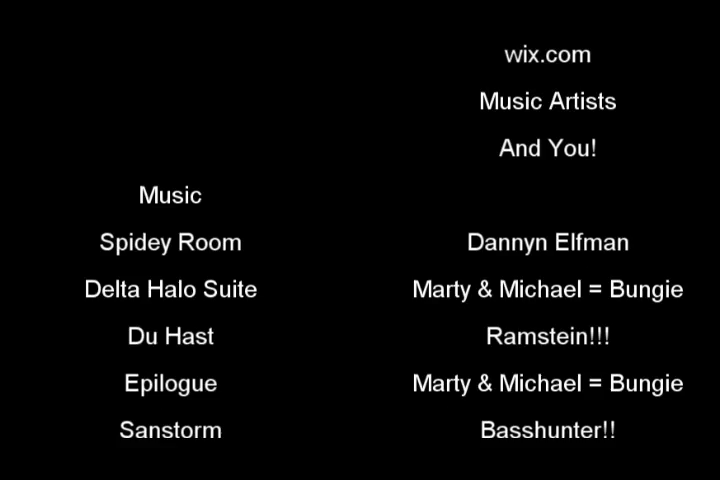 wix.com
Music Artists
And You!
Music
Spidey Room Dannyn Elfman
Delta Halo Suite Marty & Michael = Bungie
Du Hast Ramstein!!!
Epilogue Marty & Michael = Bungie
Sanstorm Basshunter!!